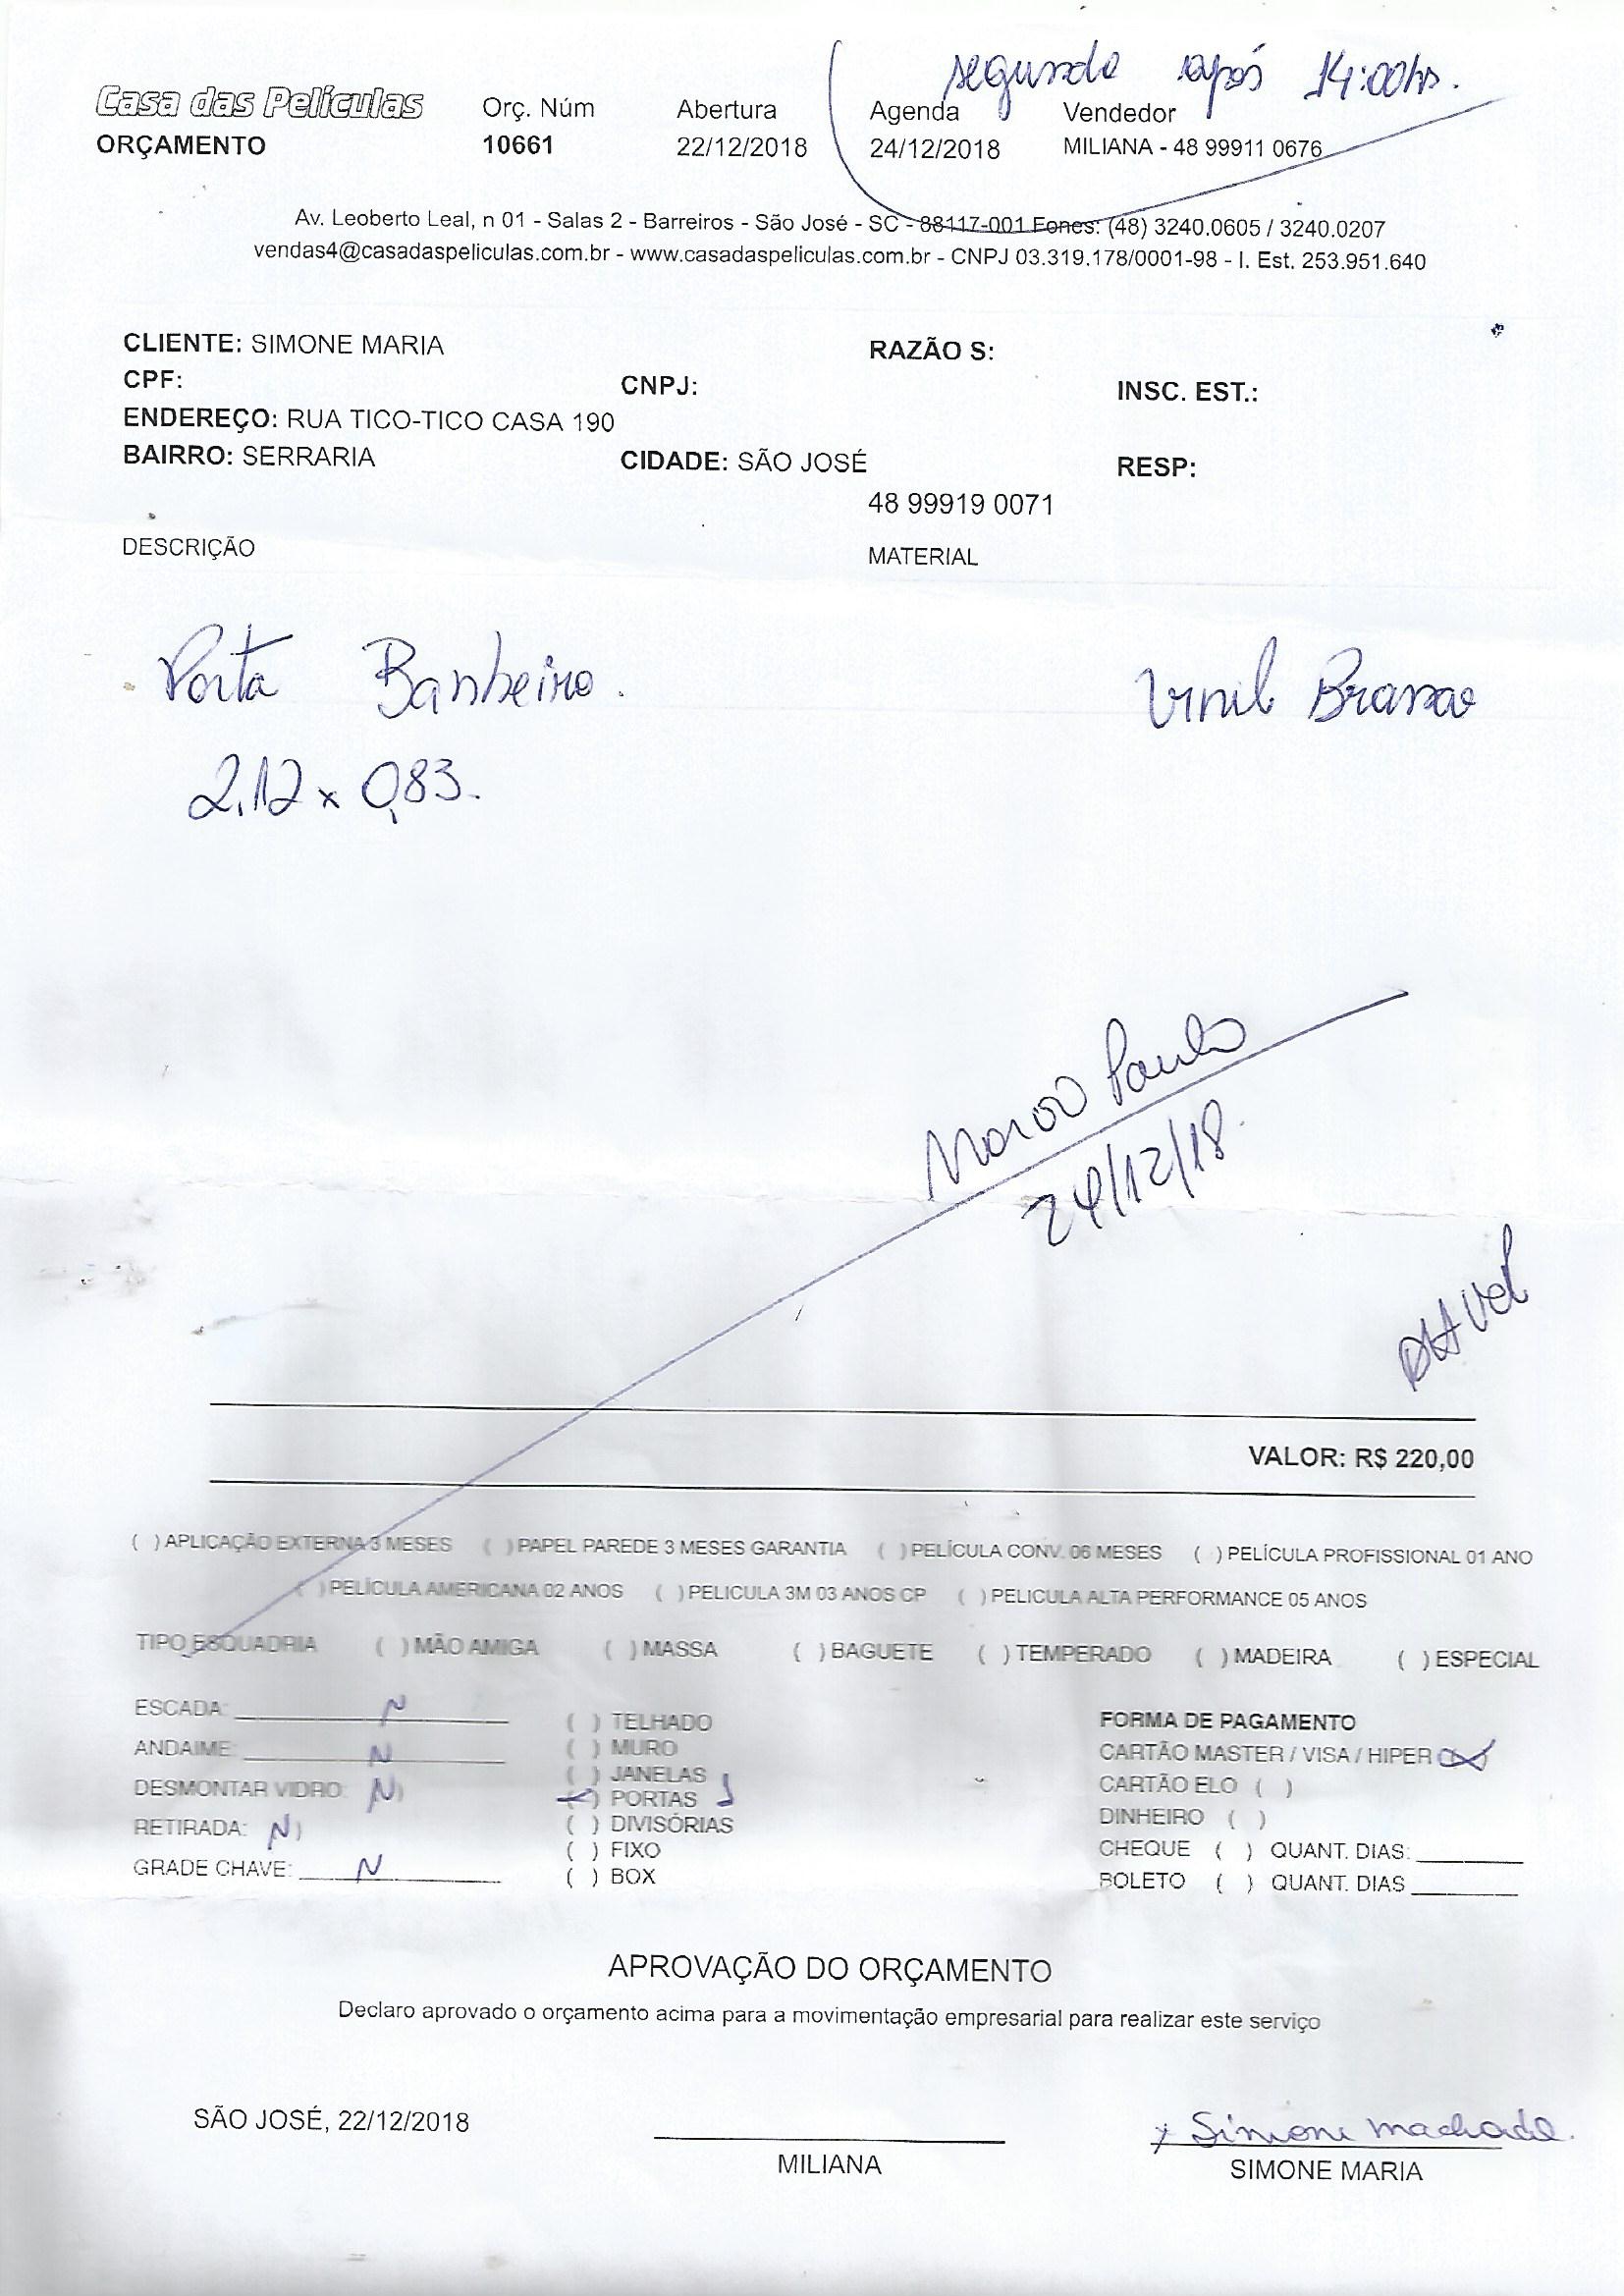 segunda após 14:00hs.
Casa das Películas Orç. Núm Abertura Agenda Vendedor
ORÇAMENTO 10661 22/12/2018 24/12/2018 MILIANA - 48 99911 0676
Av. Leoberto Leal, n 01 - Salas 2 - Barreiros - São José - SC - 88117-001 Fones: (48) 3240.0605 / 3240.0207
vendas4@casadaspeliculas.com.br - www.casadaspeliculas.com.br - CNPJ 03.319.178/0001-98 - I. Est. 253.951.640
CLIENTE: SIMONE MARIA RAZÃO S:
CPF: CNPJ: INSC. EST.:
ENDEREÇO: RUA TICO-TICO CASA 190
BAIRRO: SERRARIA CIDADE: SÃO JOSÉ RESP:
48 99919 0071
DESCRIÇÃO MATERIAL
Porta Banheiro. Vinil Branco
2,12 x 0,83.
Marco Paulo
24/12/18.
VALOR: R$ 220,00
( ) APLICAÇÃO EXTERNA 3 MESES ( ) PAPEL PAREDE 3 MESES GARANTIA ( ) PELÍCULA CONV. 06 MESES ( ) PELÍCULA PROFISSIONAL 01 ANO
( ) PELÍCULA AMERICANA 02 ANOS ( ) PELICULA 3M 03 ANOS CP ( ) PELICULA ALTA PERFORMANCE 05 ANOS
TIPO ESQUADRIA ( ) MÃO AMIGA ( ) MASSA ( ) BAGUETE ( ) TEMPERADO ( ) MADEIRA ( ) ESPECIAL
ESCADA: N
ANDAIME: N
DESMONTAR VIDRO: N)
RETIRADA: N)
GRADE CHAVE: N
( ) TELHADO
( ) MURO
( ) JANELAS
(x) PORTAS 1
( ) DIVISÓRIAS
( ) FIXO
( ) BOX
FORMA DE PAGAMENTO
CARTÃO MASTER / VISA / HIPER (x)
CARTÃO ELO ( )
DINHEIRO ( )
CHEQUE ( ) QUANT. DIAS:
BOLETO ( ) QUANT. DIAS
APROVAÇÃO DO ORÇAMENTO
Declaro aprovado o orçamento acima para a movimentação empresarial para realizar este serviço
SÃO JOSÉ, 22/12/2018
x Simone Machado.
MILIANA SIMONE MARIA